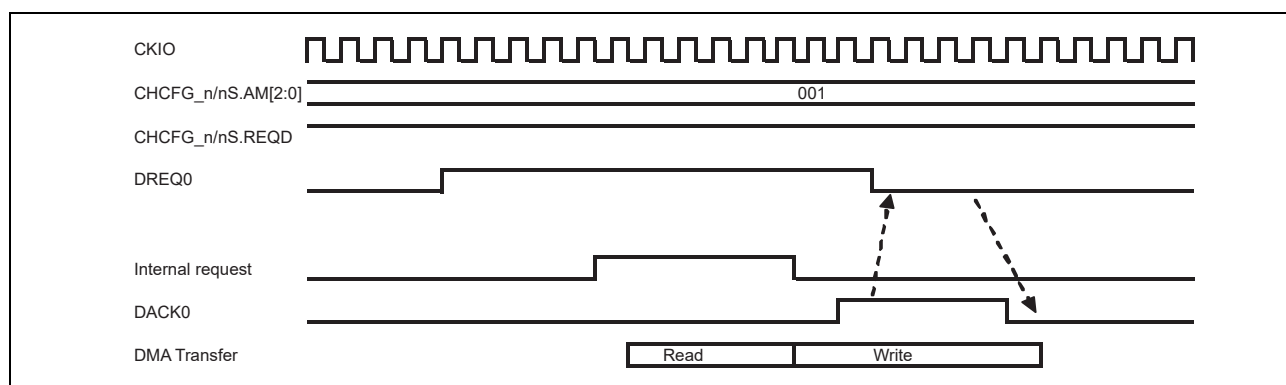 CKIO
CHCFG_n/nS.AM[2:0] 001
CHCFG_n/nS.REQD
DREQ0
Internal request
DACK0
DMA Transfer Read Write